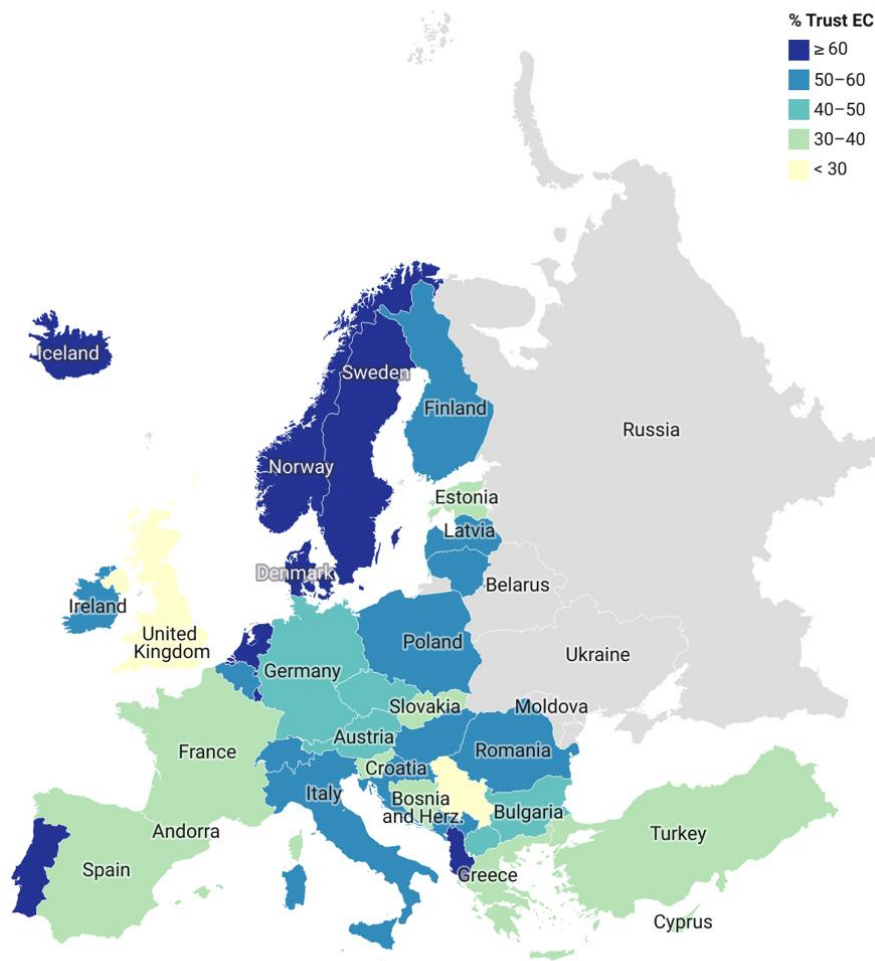 % Trust EC
≥ 60
50–60
40–50
30–40
< 30
Iceland
Sweden
Finland
Russia
Norway
Estonia
Latvia
Denmark
Belarus
Ireland
United
Kingdom
Poland
Ukraine
Germany
Slovakia
Moldova
Austria
France
Romania
Croatia
Italy
Bosnia
and Herz.
Bulgaria
Andorra
Turkey
Spain
Greece
Cyprus